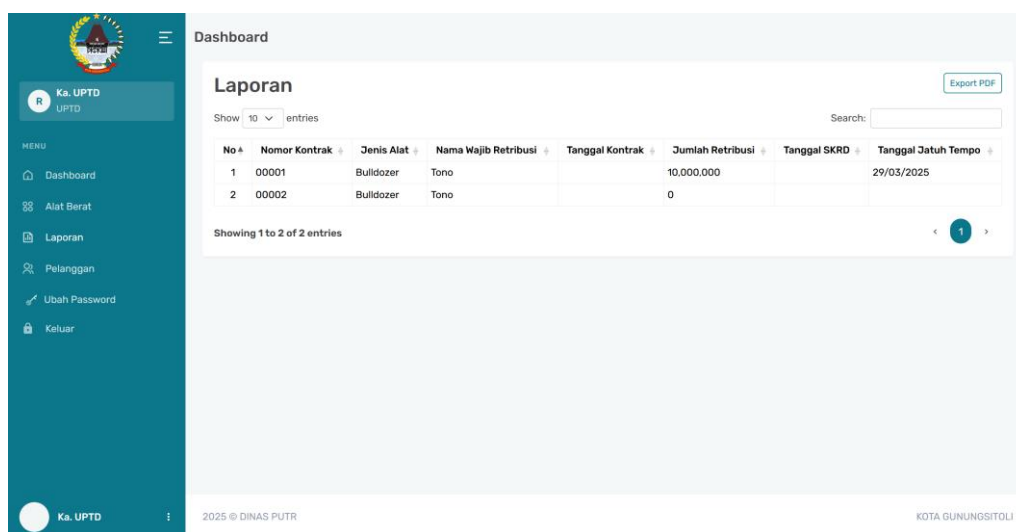 Dashboard
R
Ka. UPTD
UPTD
MENU
Dashboard
Alat Berat
Laporan
Pelanggan
Ubah Password
Keluar
Ka. UPTD
Laporan
Export PDF
Show 10 entries
Search:
No Nomor Kontrak Jenis Alat Nama Wajib Retribusi Tanggal Kontrak Jumlah Retribusi Tanggal SKRD Tanggal Jatuh Tempo
1 00001 Bulldozer Tono 10,000,000 29/03/2025
2 00002 Bulldozer Tono 0
Showing 1 to 2 of 2 entries
‹ 1 ›
2025 © DINAS PUTR
KOTA GUNUNGSITOLI